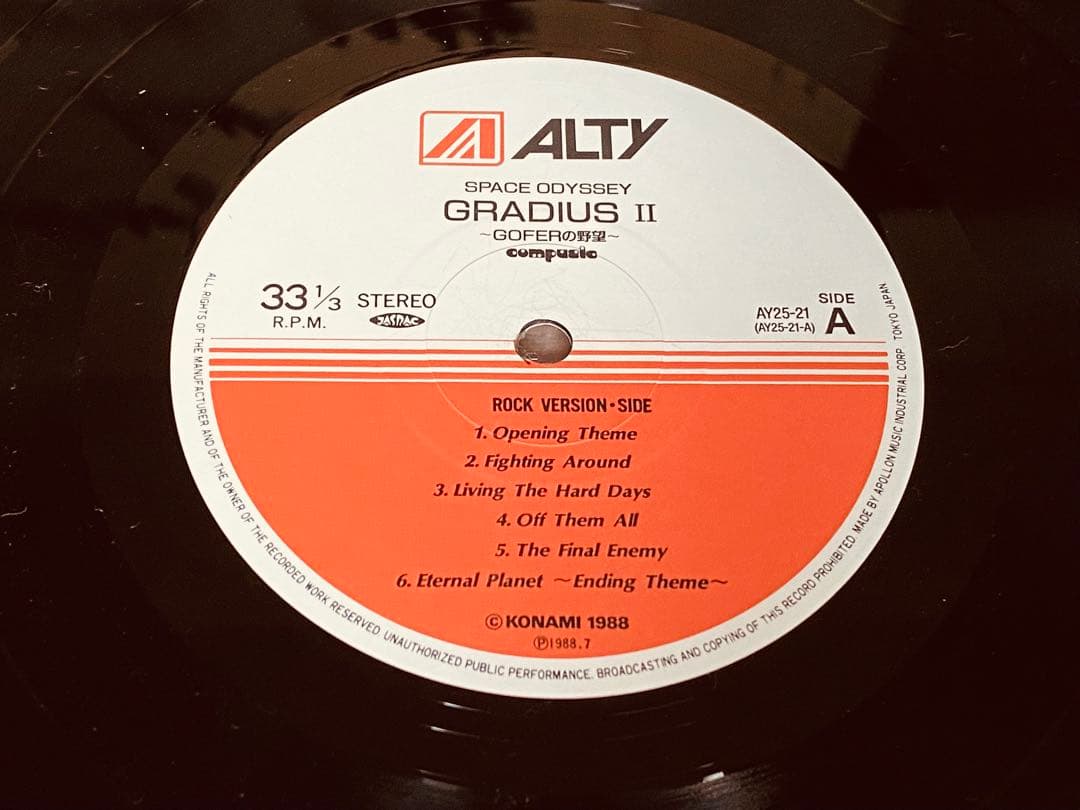 ALTY
SPACE ODYSSEY
GRADIUS II
~GOFERの野望~
compusic
33 1/3 STEREO
R.P.M. JASRAC
SIDE
AY25-21 A
(AY25-21-A)
ROCK VERSION・SIDE
1. Opening Theme
2. Fighting Around
3. Living The Hard Days
4. Off Them All
5. The Final Enemy
6. Eternal Planet ~Ending Theme~
©KONAMI 1988
Ⓟ1988.7
ALL RIGHTS OF THE MANUFACTURER AND OF THE OWNER OF THE RECORDED WORK RESERVED. UNAUTHORIZED PUBLIC PERFORMANCE. BROADCASTING AND COPYING OF THIS RECORD PROHIBITED. MADE BY APOLLON MUSIC INDUSTRIAL CORP TOKYO JAPAN